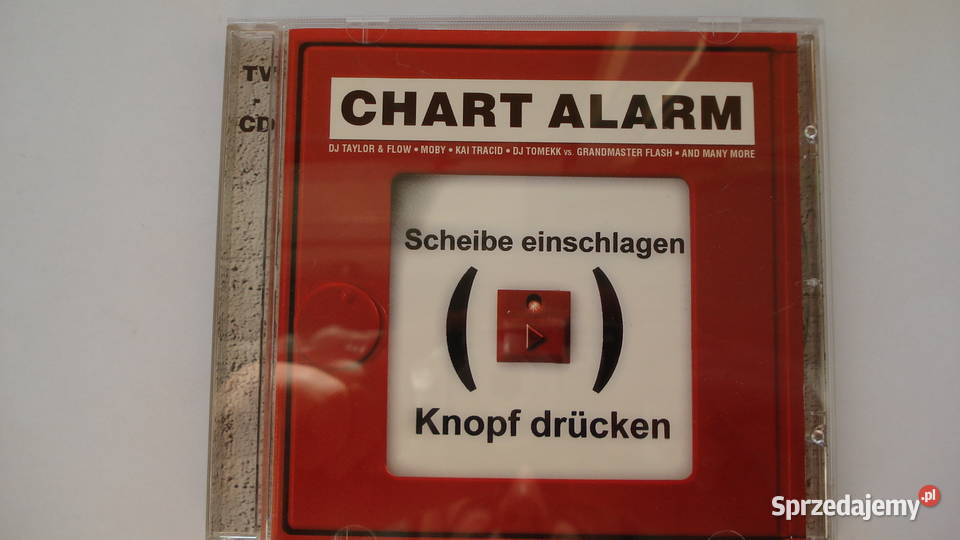 TV
-
CD
CHART ALARM
DJ TAYLOR & FLOW • MOBY • KAI TRACID • DJ TOMEKK vs. GRANDMASTER FLASH • AND MANY MORE
Scheibe einschlagen
Knopf drücken
Sprzedajemy.pl